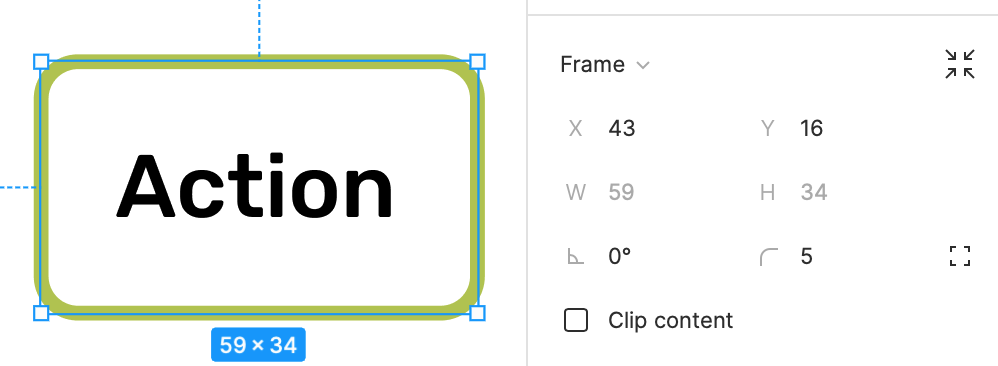 Action
59 × 34
Frame
X 43 Y 16
W 59 H 34
0° 5
Clip content